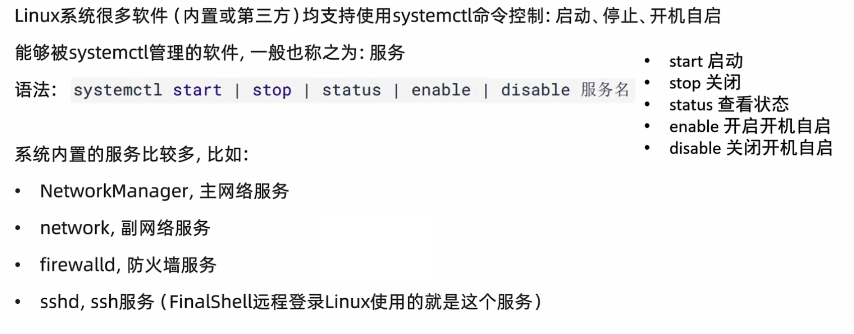 Linux系统很多软件（内置或第三方）均支持使用systemctl命令控制：启动、停止、开机自启
能够被systemctl管理的软件，一般也称之为：服务
语法： systemctl start | stop | status | enable | disable 服务名
• start 启动
• stop 关闭
• status 查看状态
• enable 开启开机自启
• disable 关闭开机自启
系统内置的服务比较多，比如：
• NetworkManager, 主网络服务
• network, 副网络服务
• firewalld, 防火墙服务
• sshd, ssh服务（FinalShell远程登录Linux使用的就是这个服务）